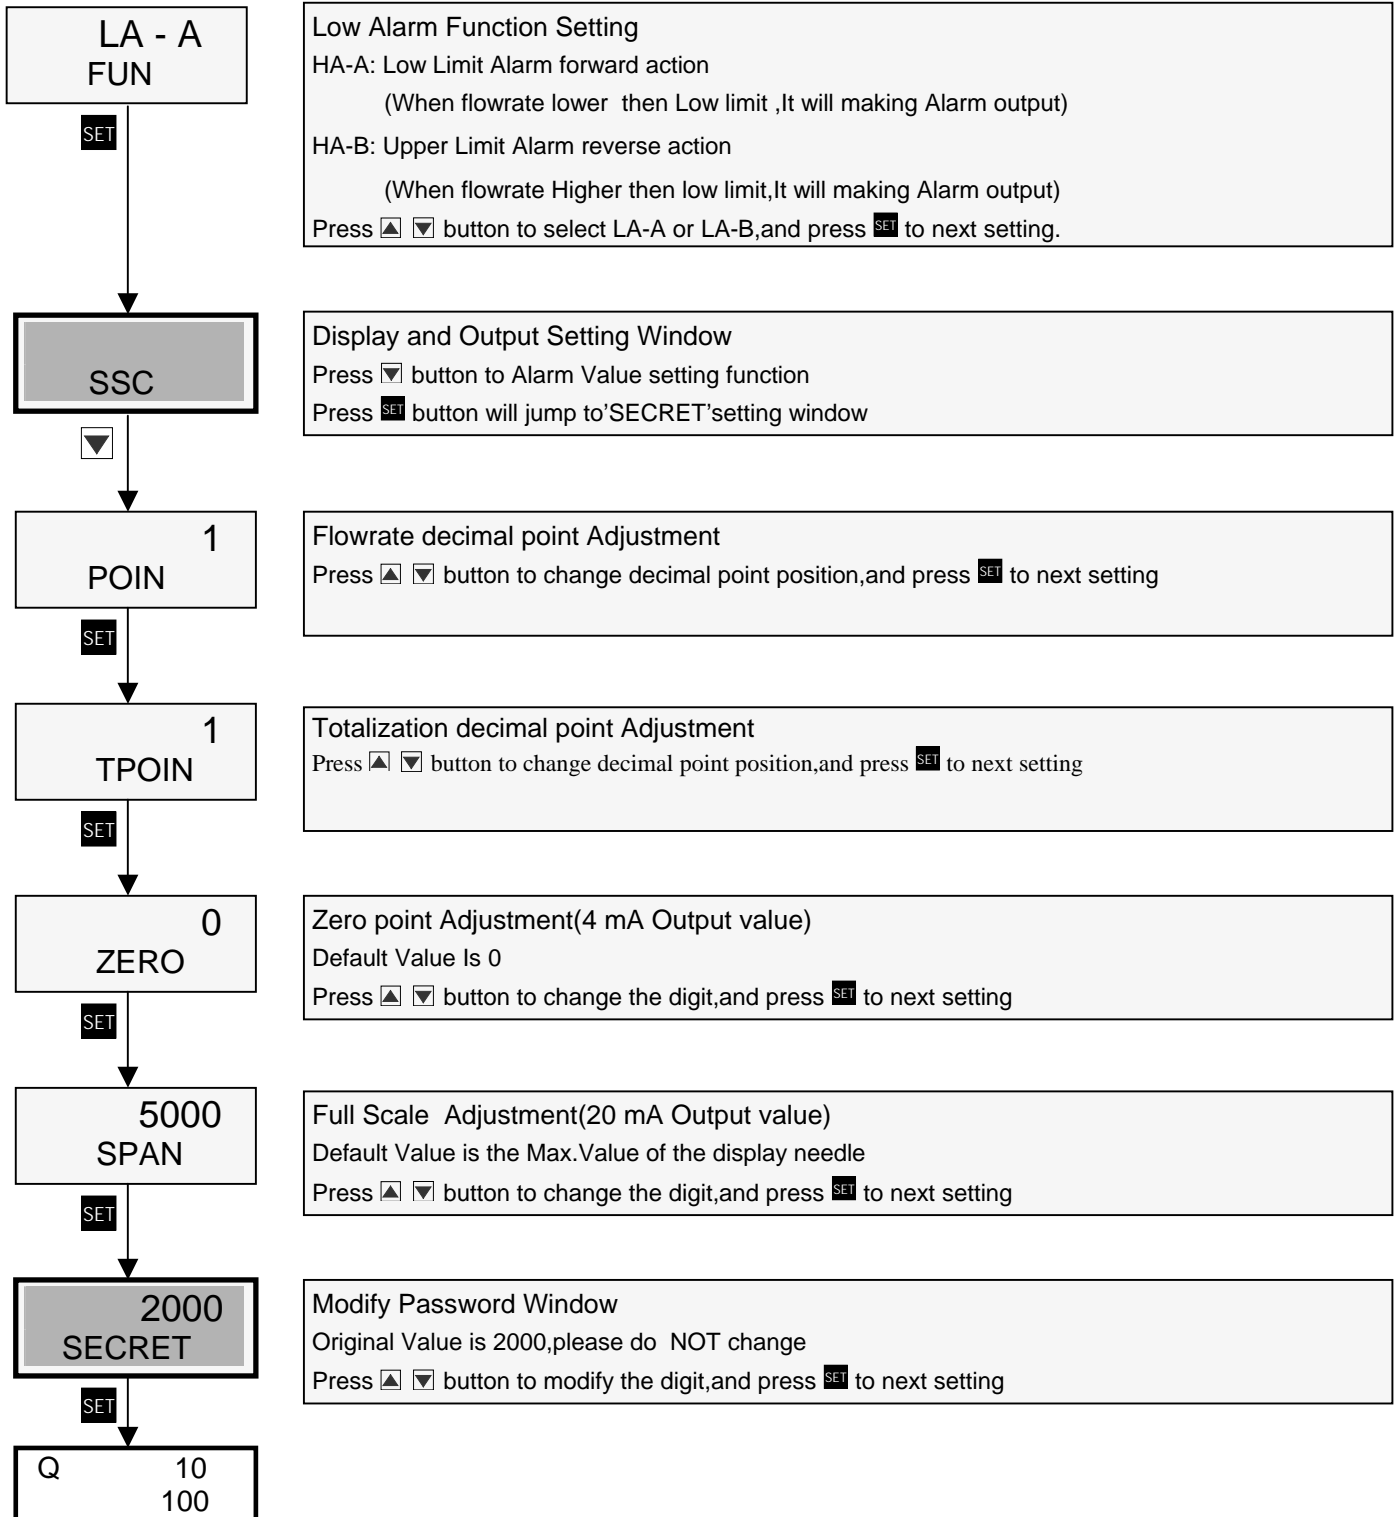 LA - A
FUN
SET
Low Alarm Function Setting
HA-A: Low Limit Alarm forward action
(When flowrate lower  then Low limit ,It will making Alarm output)
HA-B: Upper Limit Alarm reverse action
(When flowrate Higher then low limit,It will making Alarm output)
Press ▲ ▼ button to select LA-A or LA-B,and press SET to next setting.
SSC
▼
Display and Output Setting Window
Press ▼ button to Alarm Value setting function
Press SET button will jump to'SECRET'setting window
1
POIN
SET
Flowrate decimal point Adjustment
Press ▲ ▼ button to change decimal point position,and press SET to next setting
1
TPOIN
SET
Totalization decimal point Adjustment
Press ▲ ▼ button to change decimal point position,and press SET to next setting
0
ZERO
SET
Zero point Adjustment(4 mA Output value)
Default Value Is 0
Press ▲ ▼ button to change the digit,and press SET to next setting
5000
SPAN
SET
Full Scale  Adjustment(20 mA Output value)
Default Value is the Max.Value of the display needle
Press ▲ ▼ button to change the digit,and press SET to next setting
2000
SECRET
SET
Modify Password Window
Original Value is 2000,please do  NOT change
Press ▲ ▼ button to modify the digit,and press SET to next setting
Q 10
100